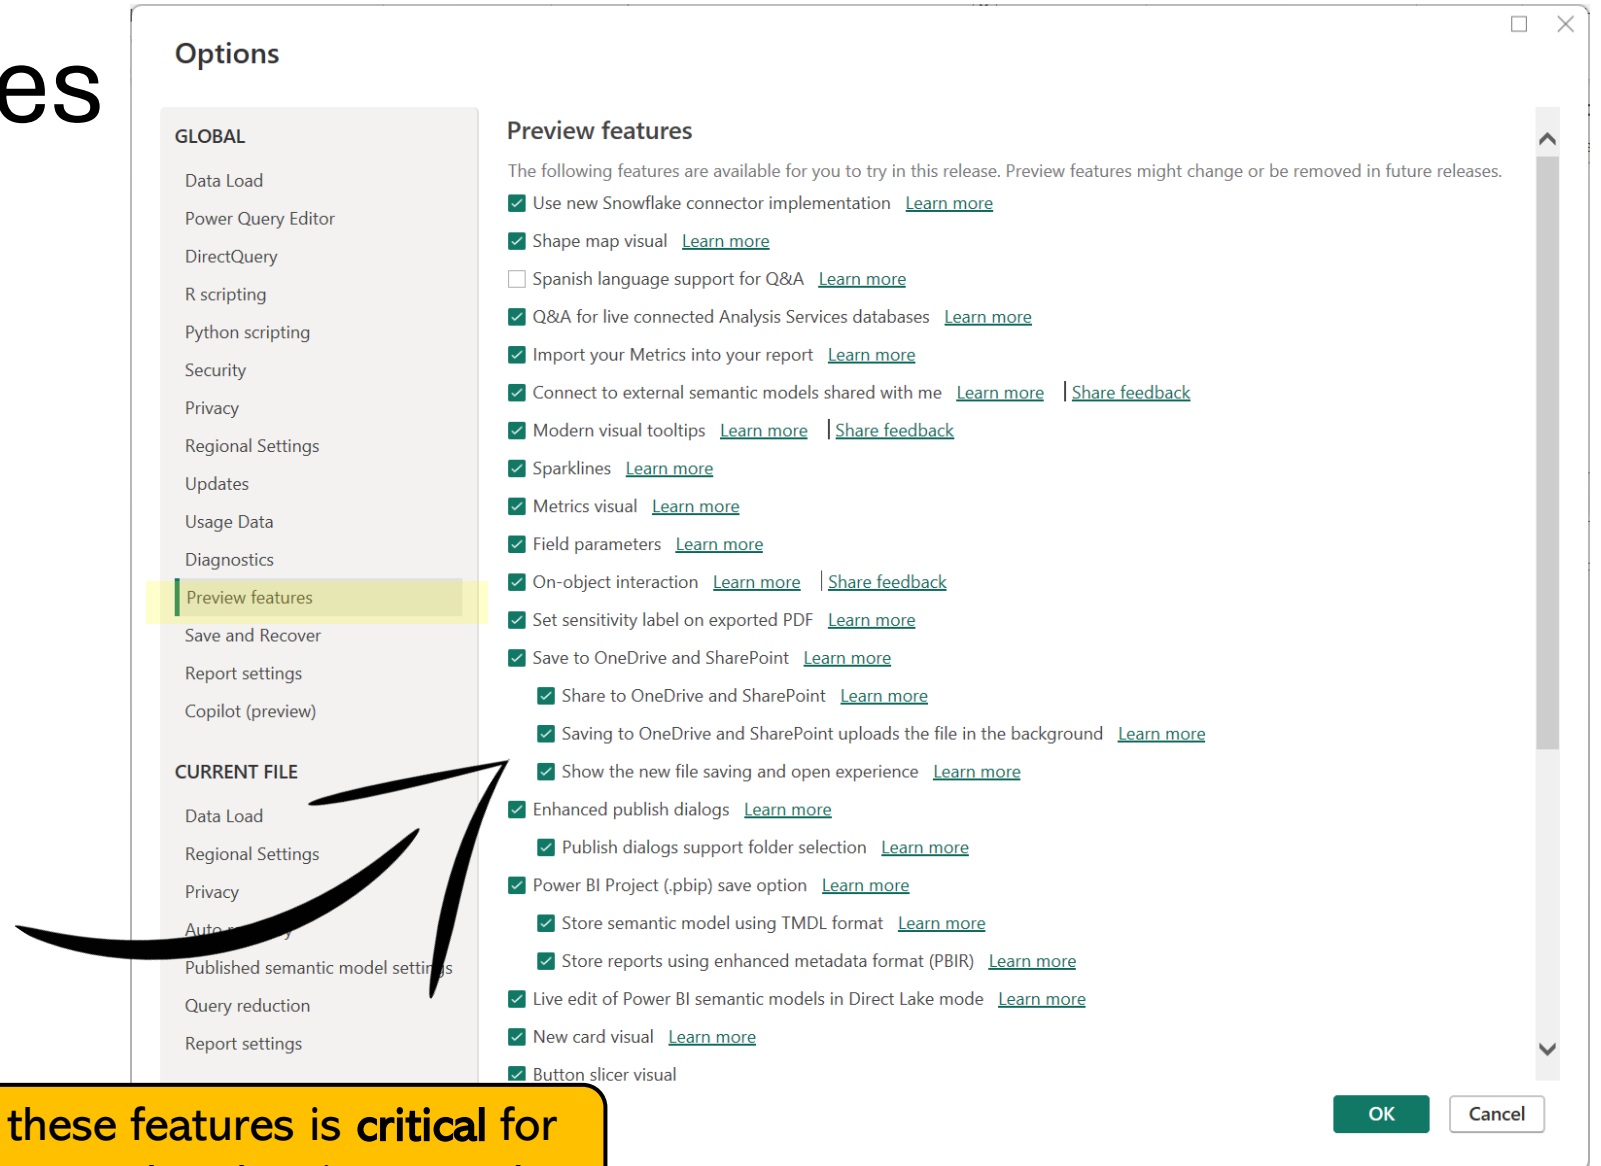 es
Options
GLOBAL
Data Load
Power Query Editor
DirectQuery
R scripting
Python scripting
Security
Privacy
Regional Settings
Updates
Usage Data
Diagnostics
Preview features
Save and Recover
Report settings
Copilot (preview)
CURRENT FILE
Data Load
Regional Settings
Privacy
Published semantic model settings
Query reduction
Report settings
Preview features
The following features are available for you to try in this release. Preview features might change or be removed in future releases.
Use new Snowflake connector implementation Learn more
Shape map visual Learn more
Spanish language support for Q&A Learn more
Q&A for live connected Analysis Services databases Learn more
Import your Metrics into your report Learn more
Connect to external semantic models shared with me Learn more | Share feedback
Modern visual tooltips Learn more | Share feedback
Sparklines Learn more
Metrics visual Learn more
Field parameters Learn more
On-object interaction Learn more | Share feedback
Set sensitivity label on exported PDF Learn more
Save to OneDrive and SharePoint Learn more
Share to OneDrive and SharePoint Learn more
Saving to OneDrive and SharePoint uploads the file in the background Learn more
Show the new file saving and open experience Learn more
Enhanced publish dialogs Learn more
Publish dialogs support folder selection Learn more
Power BI Project (.pbip) save option Learn more
Store semantic model using TMDL format Learn more
Store reports using enhanced metadata format (PBIR) Learn more
Live edit of Power BI semantic models in Direct Lake mode Learn more
New card visual Learn more
Button slicer visual
OK
Cancel
these features is critical for